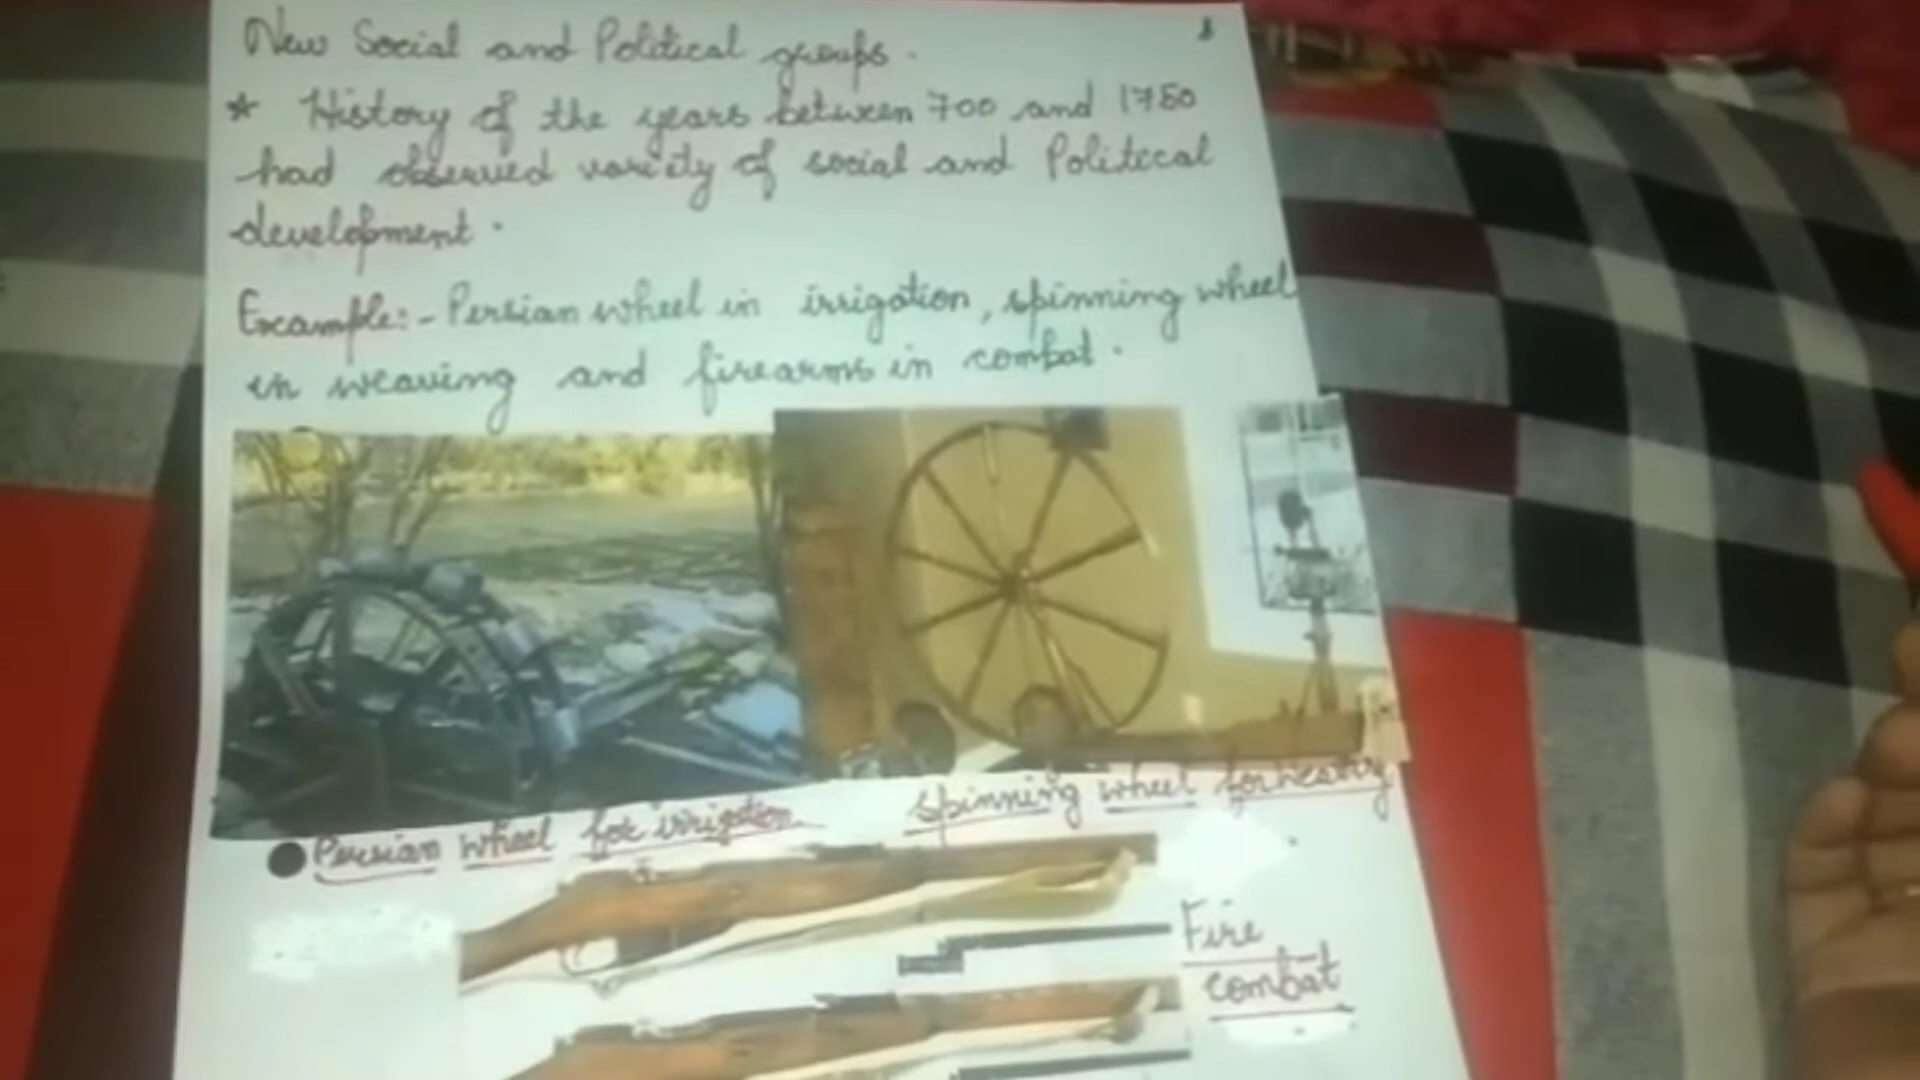 New Social and Political groups.
* History of the years between 700 and 1750
had observed variety of social and Political
development.
Example:- Persian wheel in irrigation, spinning wheel
in weaving and firearms in combat.
Persian wheel for irrigation
spinning wheel for
Fire
combat